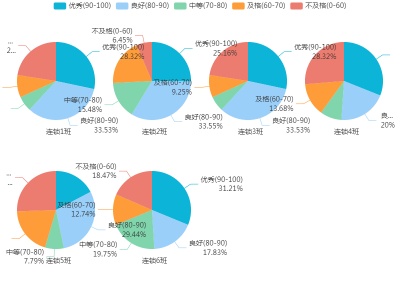 优秀(90-100) 良好(80-90) 中等(70-80) 及格(60-70) 不及格(0-60)
不及格(0-60)
6.45%
优秀(90-100)
28.32%
优秀(90-100)
25.16%
优秀(90-100)
28.32%
...
2...
中等(70-80)
15.48%
及格(60-70)
9.25%
及格(60-70)
13.68%
良好(80-90)
33.53%
良好(80-90)
33.55%
良好(80-90)
33.53%
良...
20%
连锁1班
连锁2班
连锁3班
连锁4班
不及格(0-60)
18.47%
...
...
优秀(90-100)
31.21%
及格(60-70)
12.74%
良好(80-90)
29.44%
中等(70-80)
7.79%
中等(70-80)
19.75%
良好(80-90)
17.83%
连锁5班
连锁6班